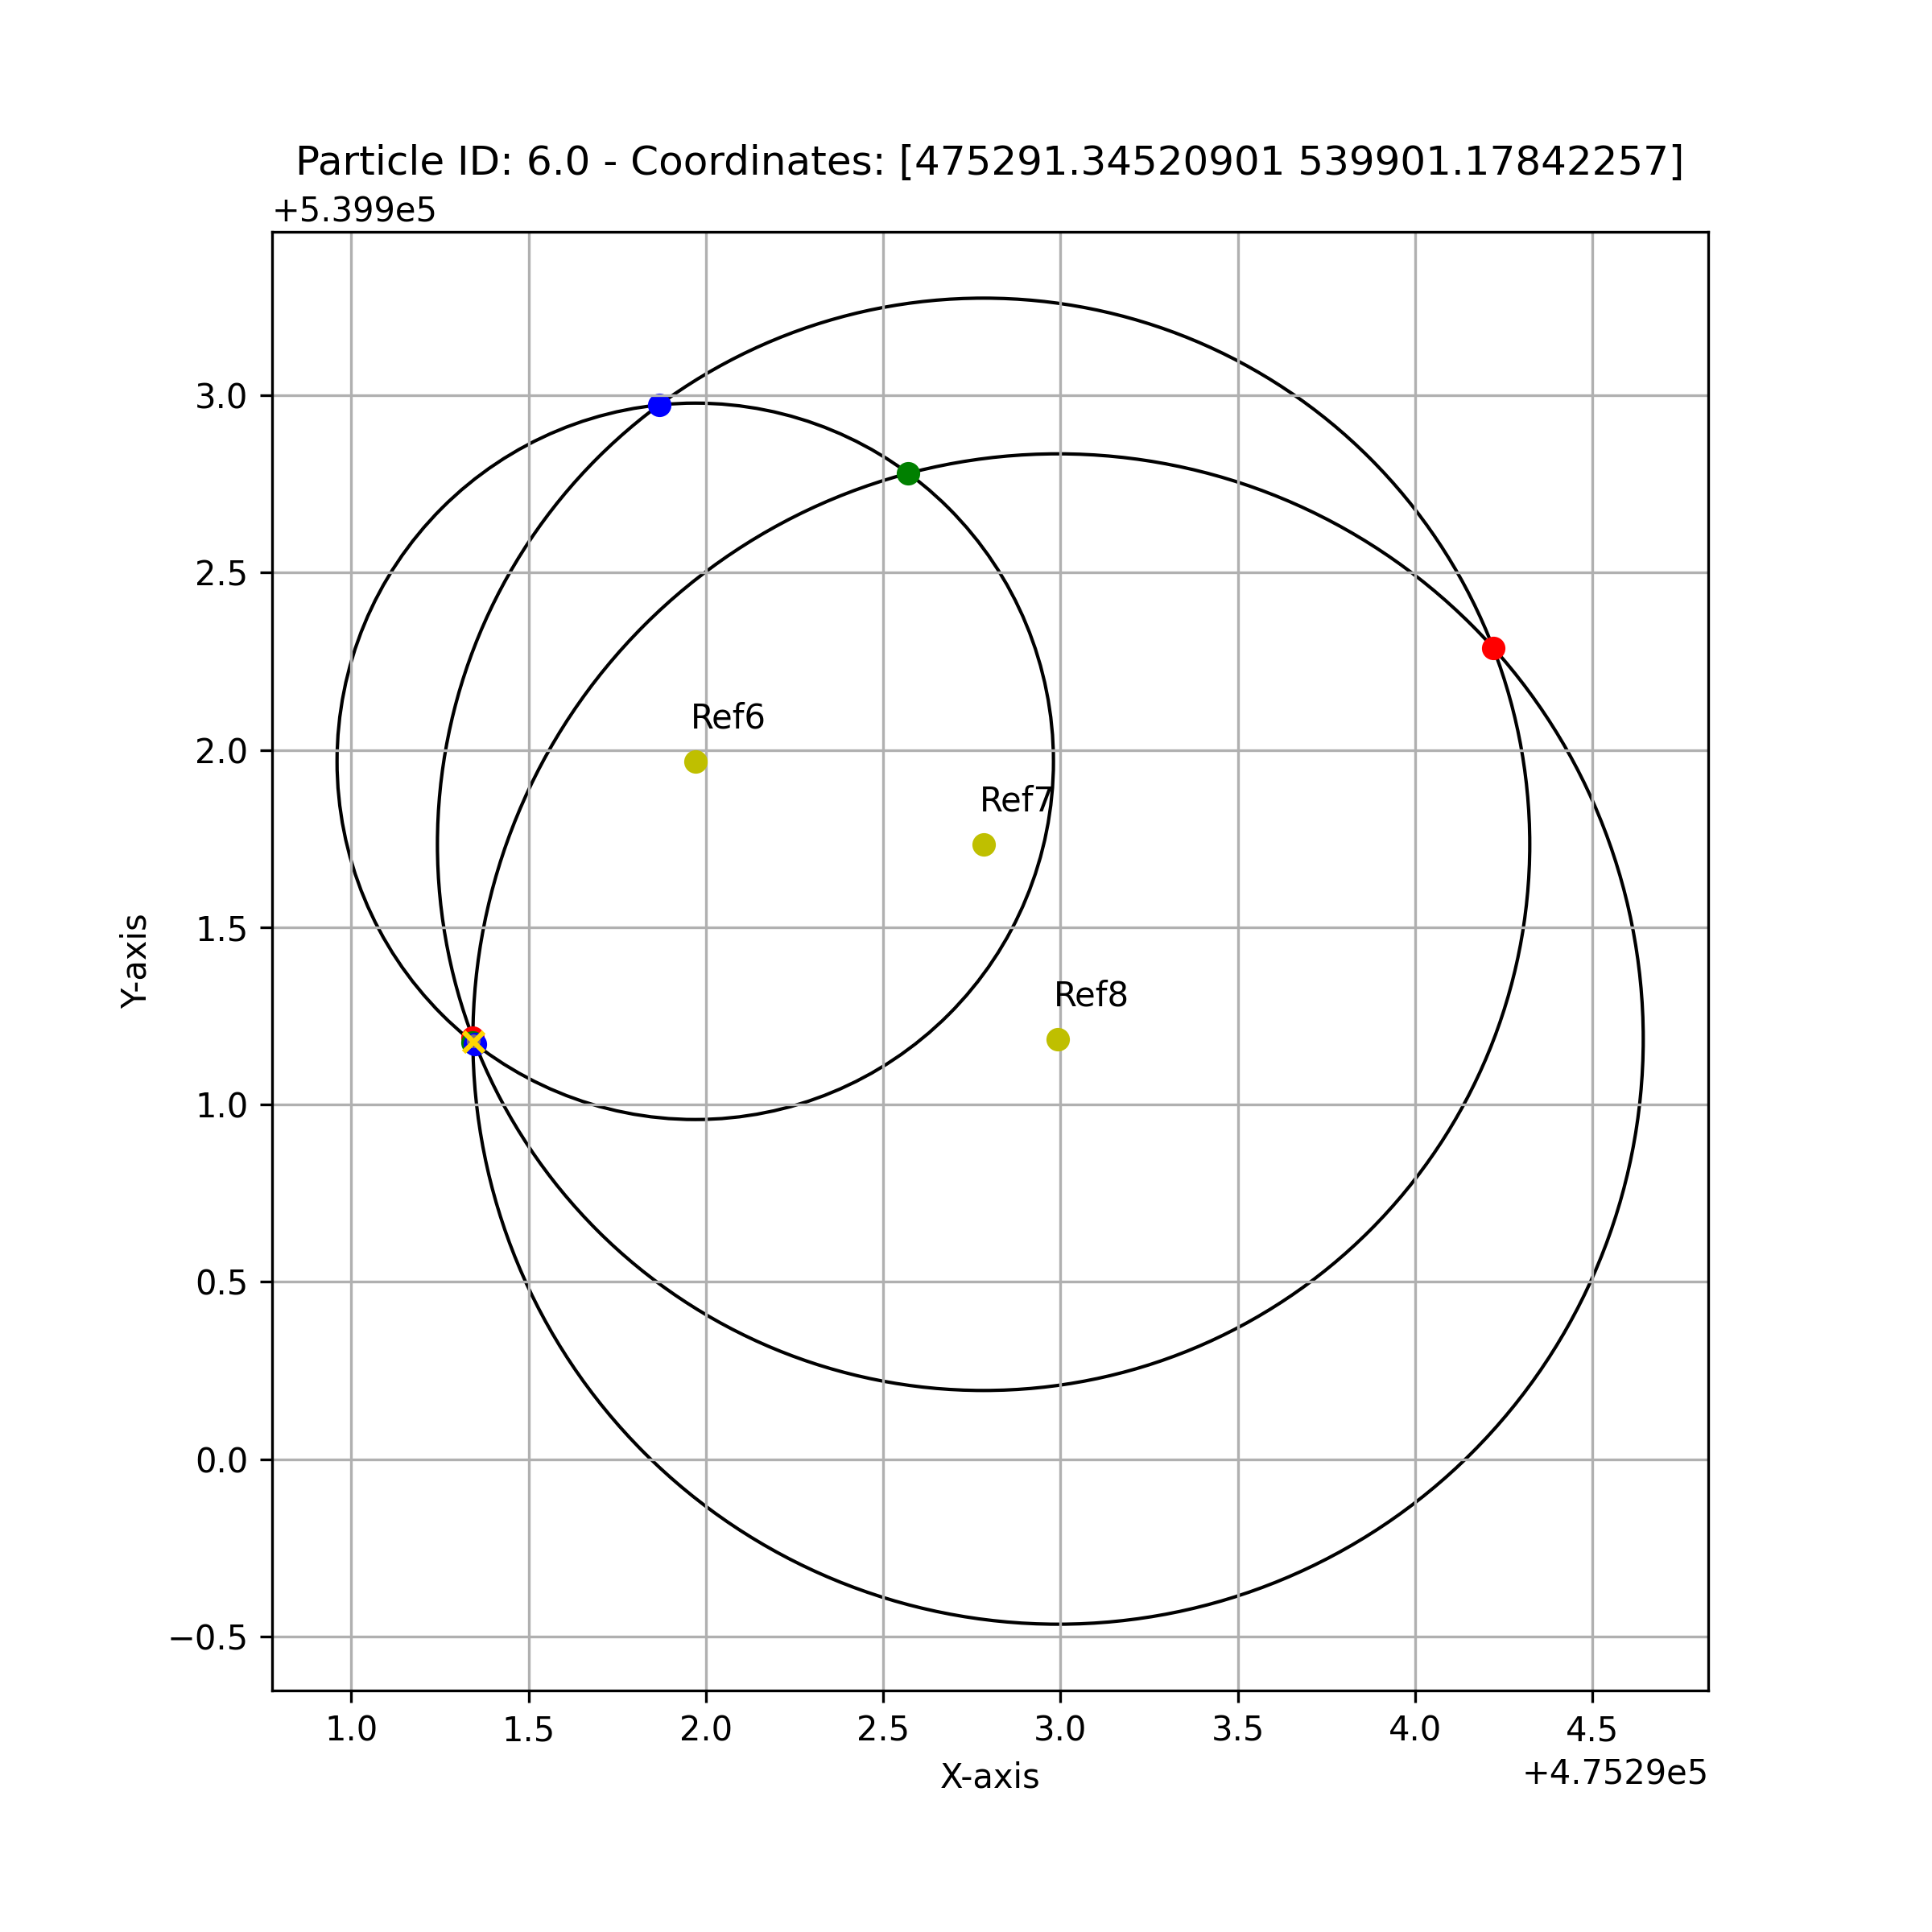 Particle ID: 6.0 - Coordinates: [475291.34520901 539901.17842257]
+5.399e5
3.0
2.5
Ref6
2.0
Ref7
1.5
Y-axis
Ref8
1.0
0.5
0.0
−0.5
1.0 1.5 2.0 2.5 3.0 3.5 4.0 4.5
X-axis
+4.7529e5